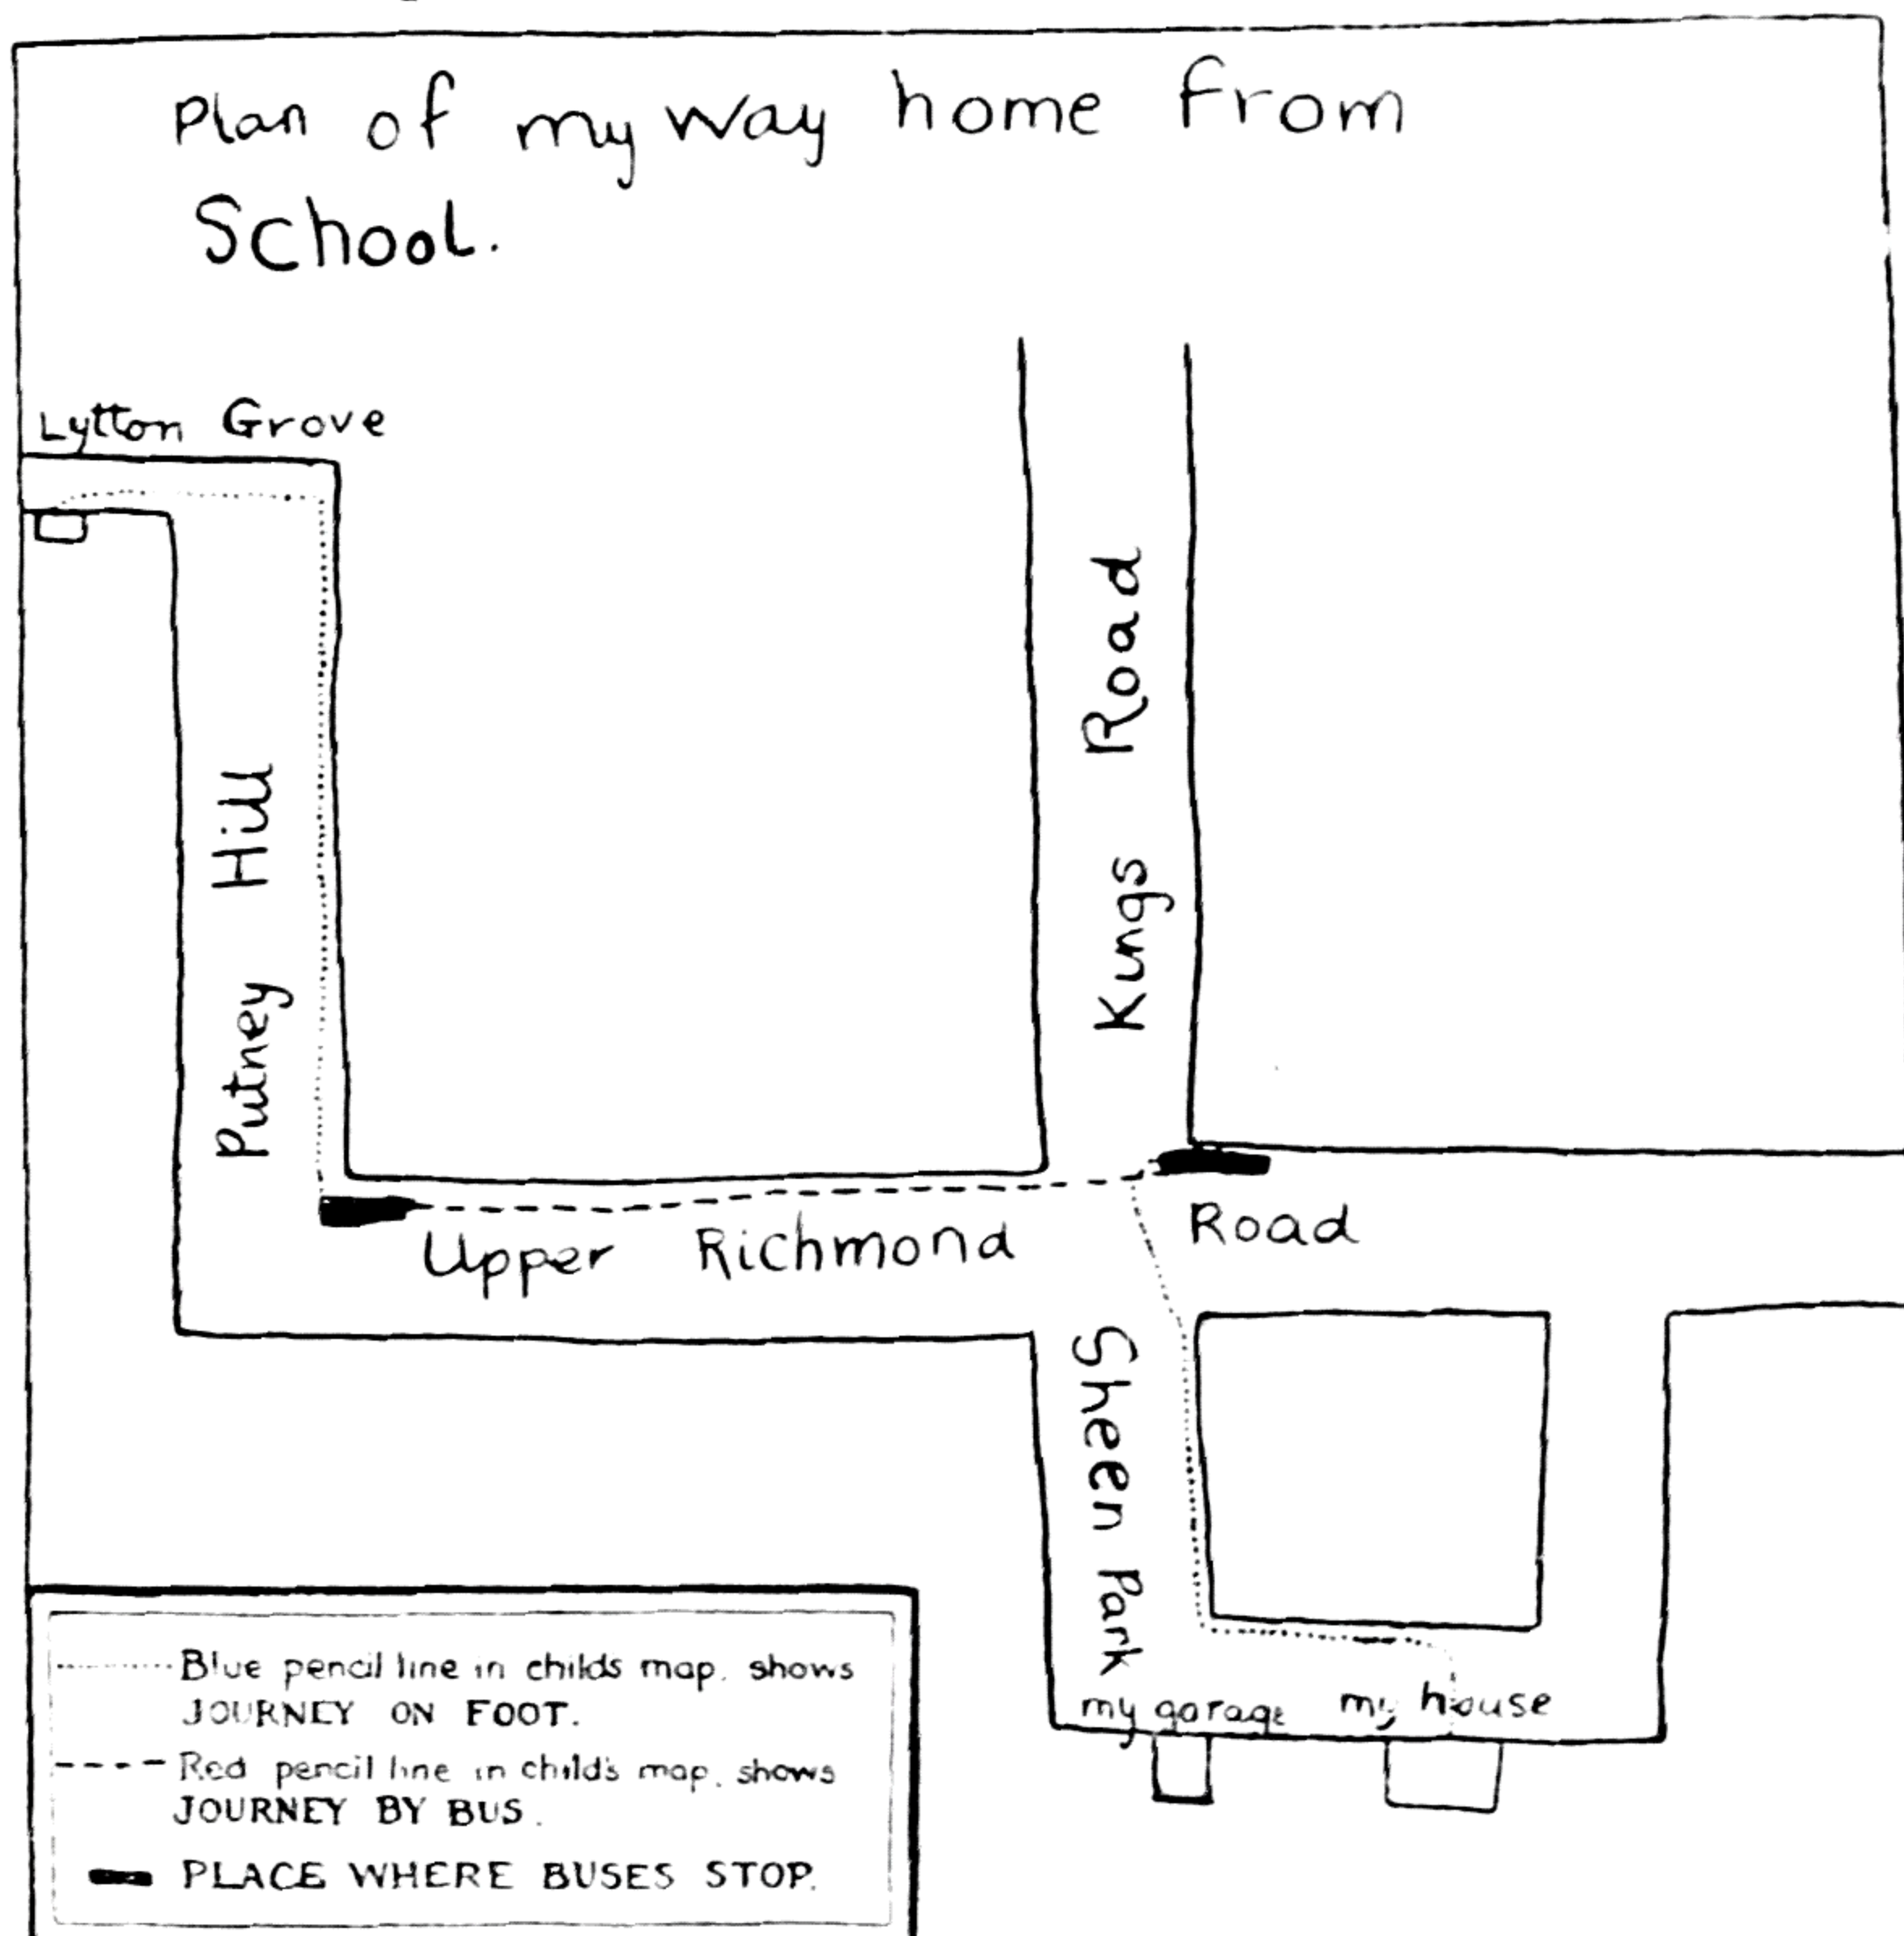 Plan of my way home from
School.
Lytton Grove
Kings Road
Putney Hill
Upper Richmond Road
Sheen Park
my garage my house
Blue pencil line in childs map. shows
JOURNEY ON FOOT.
Red pencil line in childs map. shows
JOURNEY BY BUS.
PLACE WHERE BUSES STOP.